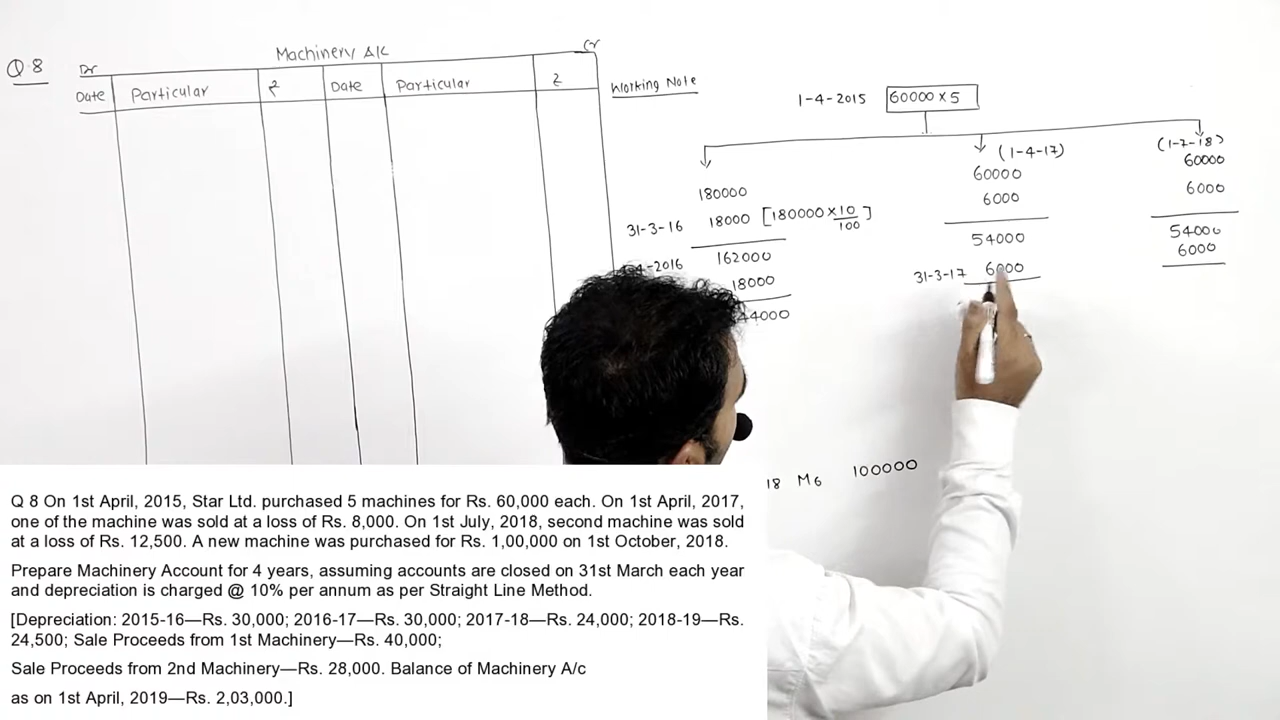 Q.8
Dr Machinery A/c Cr
Date Particular ₹ Date Particular ₹
Working Note
1-4-2015 60000 x 5
180000
31-3-16 18000 [180000 x 10/100]
162000
18000
44000
(1-4-17)
60000
6000
54000
31-3-17 6000
(1-7-18)
60000
6000
54000
6000
18 M6 100000
Q 8 On 1st April, 2015, Star Ltd. purchased 5 machines for Rs. 60,000 each. On 1st April, 2017,
one of the machine was sold at a loss of Rs. 8,000. On 1st July, 2018, second machine was sold
at a loss of Rs. 12,500. A new machine was purchased for Rs. 1,00,000 on 1st October, 2018.
Prepare Machinery Account for 4 years, assuming accounts are closed on 31st March each year
and depreciation is charged @ 10% per annum as per Straight Line Method.
[Depreciation: 2015-16—Rs. 30,000; 2016-17—Rs. 30,000; 2017-18—Rs. 24,000; 2018-19—Rs.
24,500; Sale Proceeds from 1st Machinery—Rs. 40,000;
Sale Proceeds from 2nd Machinery—Rs. 28,000. Balance of Machinery A/c
as on 1st April, 2019—Rs. 2,03,000.]